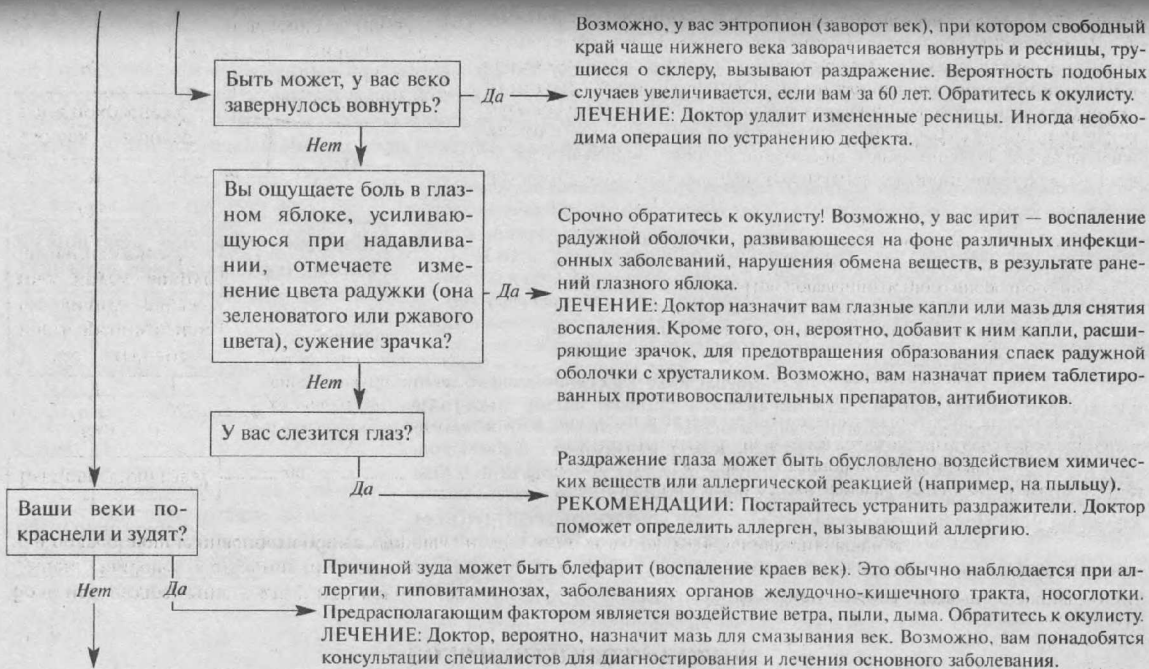 Быть может, у вас веко
завернулось вовнутрь?
Да
Возможно, у вас энтропион (заворот век), при котором свободный
край чаще нижнего века заворачивается вовнутрь и ресницы, тру-
щиеся о склеру, вызывают раздражение. Вероятность подобных
случаев увеличивается, если вам за 60 лет. Обратитесь к окулисту.
ЛЕЧЕНИЕ: Доктор удалит измененные ресницы. Иногда необхо-
дима операция по устранению дефекта.
Нет
Вы ощущаете боль в глаз-
ном яблоке, усиливаю-
щуюся при надавлива-
нии, отмечаете изме-
нение цвета радужки (она
зеленоватого или ржавого
цвета), сужение зрачка?
Да
Срочно обратитесь к окулисту! Возможно, у вас ирит — воспаление
радужной оболочки, развивающееся на фоне различных инфекци-
онных заболеваний, нарушения обмена веществ, в результате ране-
ний глазного яблока.
ЛЕЧЕНИЕ: Доктор назначит вам глазные капли или мазь для снятия
воспаления. Кроме того, он, вероятно, добавит к ним капли, расши-
ряющие зрачок, для предотвращения образования спаек радужной
оболочки с хрусталиком. Возможно, вам назначат прием таблетиро-
ванных противовоспалительных препаратов, антибиотиков.
Нет
У вас слезится глаз?
Да
Раздражение глаза может быть обусловлено воздействием химичес-
ких веществ или аллергической реакцией (например, на пыльцу).
РЕКОМЕНДАЦИИ: Постарайтесь устранить раздражители. Доктор
поможет определить аллерген, вызывающий аллергию.
Ваши веки по-
краснели и зудят?
Нет
Да
Причиной зуда может быть блефарит (воспаление краев век). Это обычно наблюдается при ал-
лергии, гиповитаминозах, заболеваниях органов желудочно-кишечного тракта, носоглотки.
Предрасполагающим фактором является воздействие ветра, пыли, дыма. Обратитесь к окулисту.
ЛЕЧЕНИЕ: Доктор, вероятно, назначит мазь для смазывания век. Возможно, вам понадобятся
консультации специалистов для диагностирования и лечения основного заболевания.